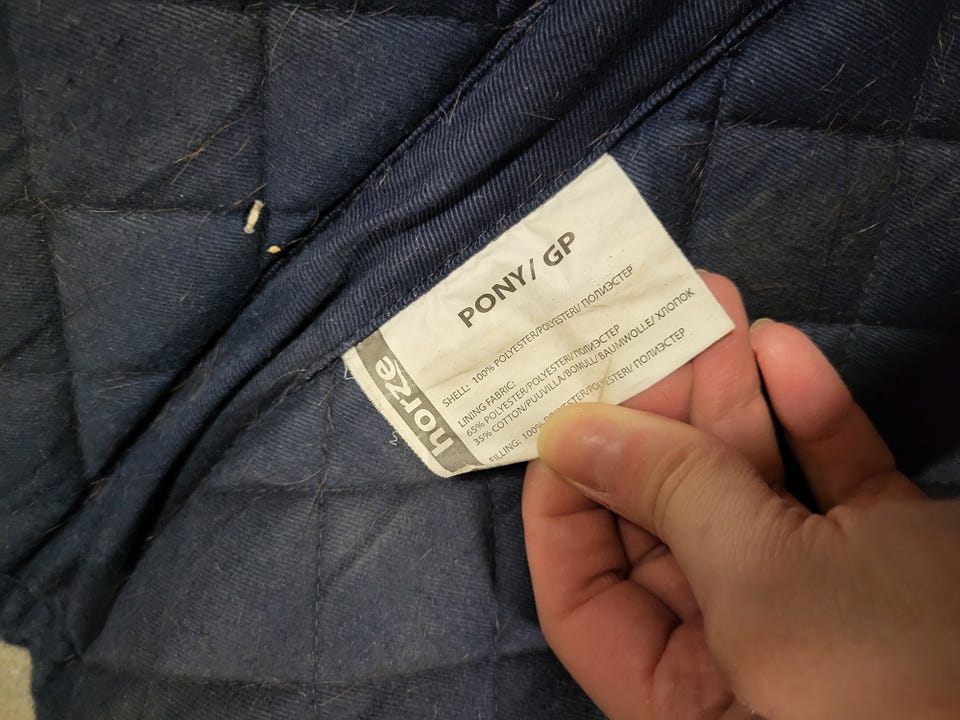 horze
PONY/ GP
SHELL: 100% POLYESTER/POLYESTERI/ ПОЛИЭСТЕР
LINING FABRIC:
65% POLYESTER/POLYESTERI/ ПОЛИЭСТЕР
35% COTTON/PUUVILLA/BOMULL/ BAUMWOLLE/ ХЛОПОК
FILLING: 100% POLYESTER/POLYESTERI/ ПОЛИЭСТЕР